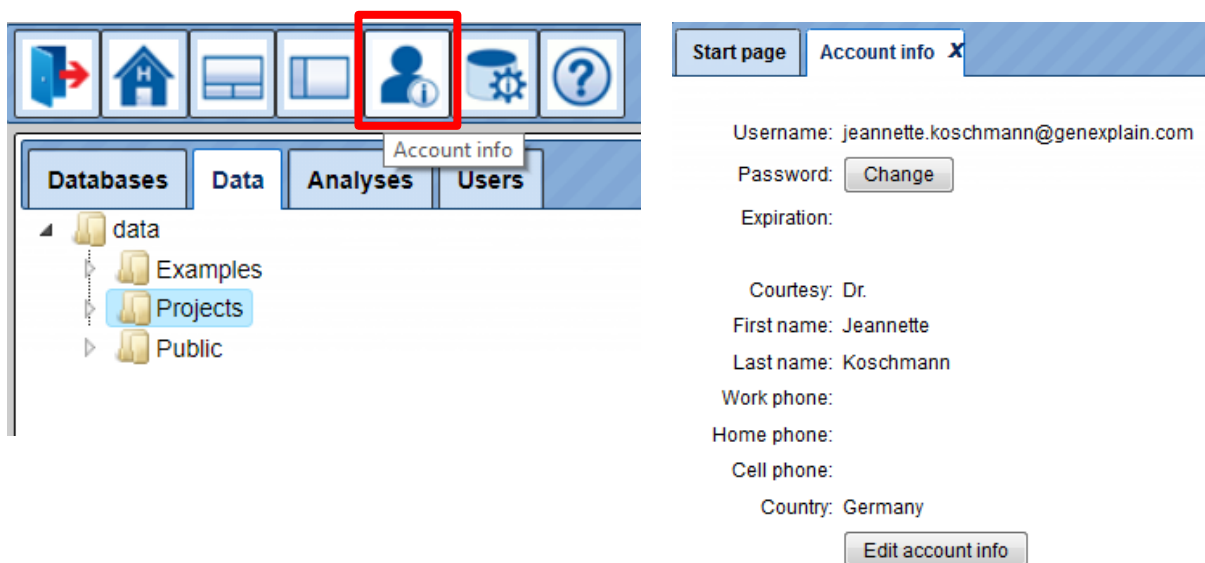 H
i
?
Account info
Databases Data Analyses Users
data
Examples
Projects
Public
Start page Account info X
Username: jeannette.koschmann@genexplain.com
Password: Change
Expiration:
Courtesy: Dr.
First name: Jeannette
Last name: Koschmann
Work phone:
Home phone:
Cell phone:
Country: Germany
Edit account info